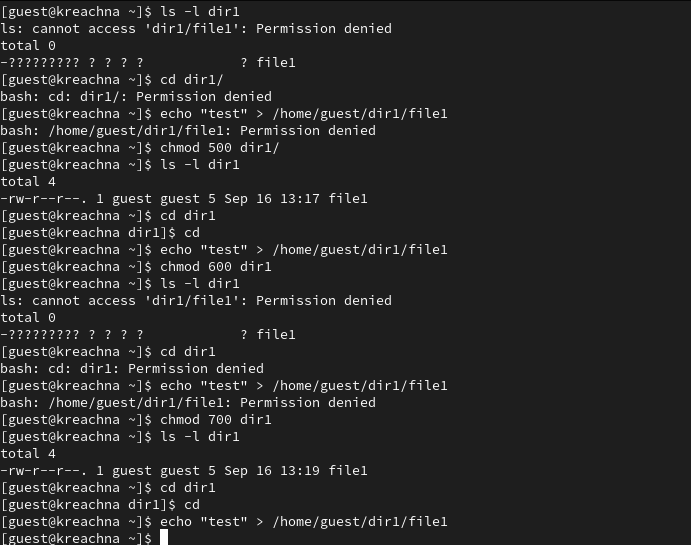 [guest@kreachna ~]$ ls -l dir1
ls: cannot access 'dir1/file1': Permission denied
total 0
-????????? ? ? ? ?            ? file1
[guest@kreachna ~]$ cd dir1/
bash: cd: dir1/: Permission denied
[guest@kreachna ~]$ echo "test" > /home/guest/dir1/file1
bash: /home/guest/dir1/file1: Permission denied
[guest@kreachna ~]$ chmod 500 dir1/
[guest@kreachna ~]$ ls -l dir1
total 4
-rw-r--r--. 1 guest guest 5 Sep 16 13:17 file1
[guest@kreachna ~]$ cd dir1
[guest@kreachna dir1]$ cd
[guest@kreachna ~]$ echo "test" > /home/guest/dir1/file1
[guest@kreachna ~]$ chmod 600 dir1
[guest@kreachna ~]$ ls -l dir1
ls: cannot access 'dir1/file1': Permission denied
total 0
-????????? ? ? ? ?            ? file1
[guest@kreachna ~]$ cd dir1
bash: cd: dir1: Permission denied
[guest@kreachna ~]$ echo "test" > /home/guest/dir1/file1
bash: /home/guest/dir1/file1: Permission denied
[guest@kreachna ~]$ chmod 700 dir1
[guest@kreachna ~]$ ls -l dir1
total 4
-rw-r--r--. 1 guest guest 5 Sep 16 13:19 file1
[guest@kreachna ~]$ cd dir1
[guest@kreachna dir1]$ cd
[guest@kreachna ~]$ echo "test" > /home/guest/dir1/file1
[guest@kreachna ~]$